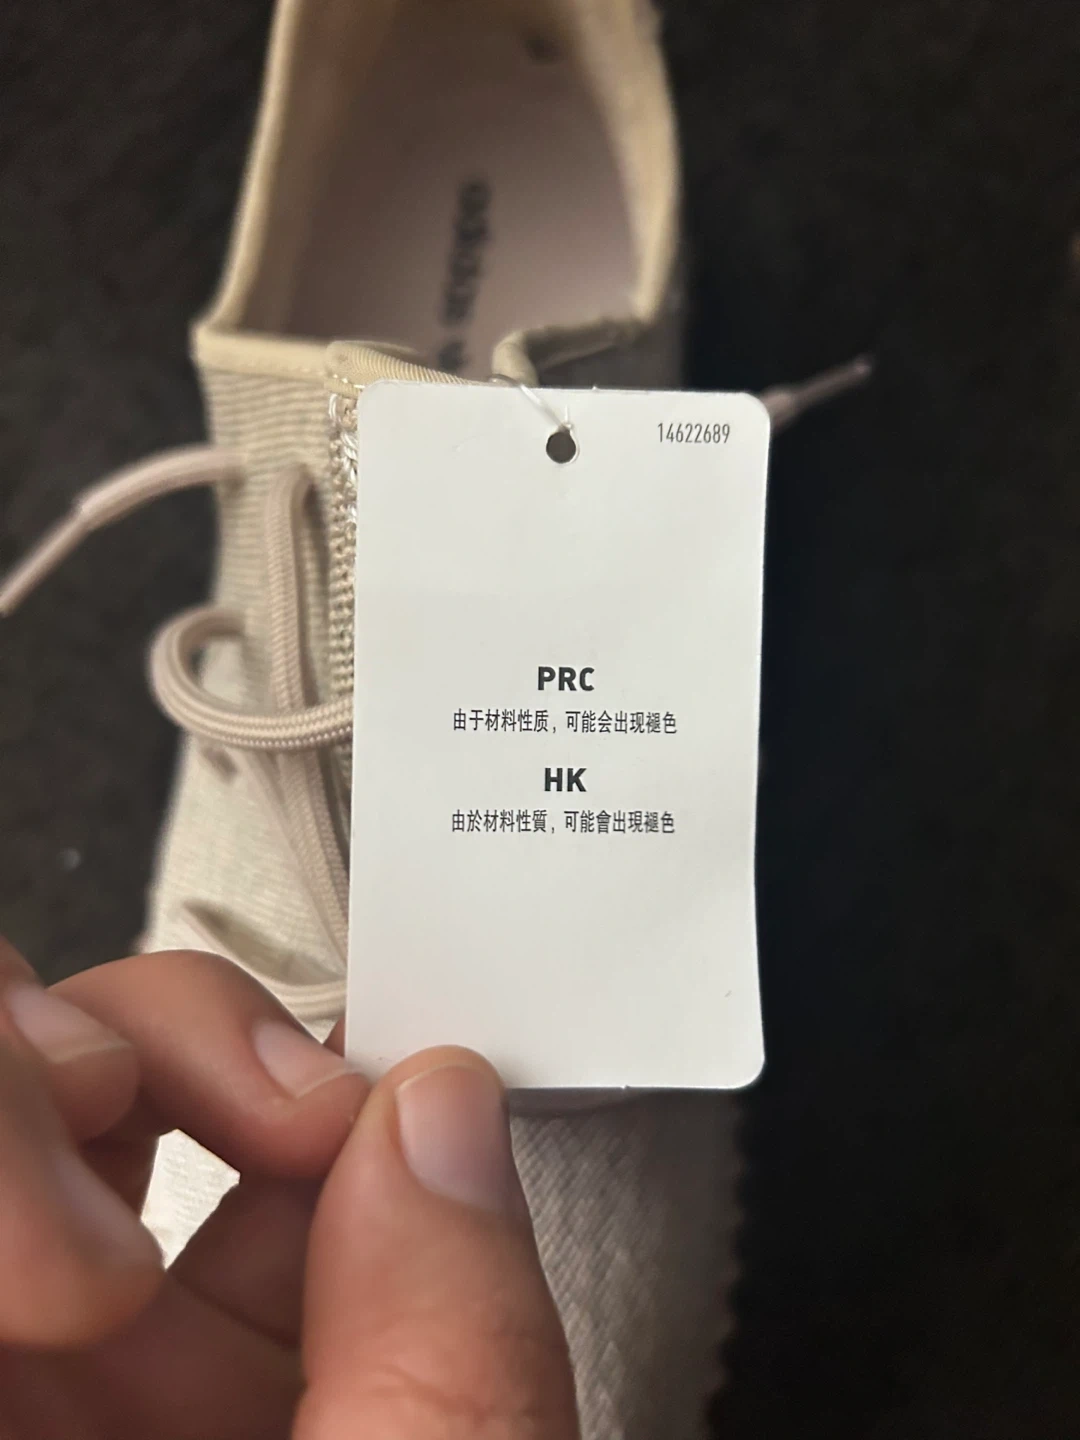 adidas
14622689
PRC
由于材料性质，可能会出现褪色
HK
由於材料性質，可能會出現褪色